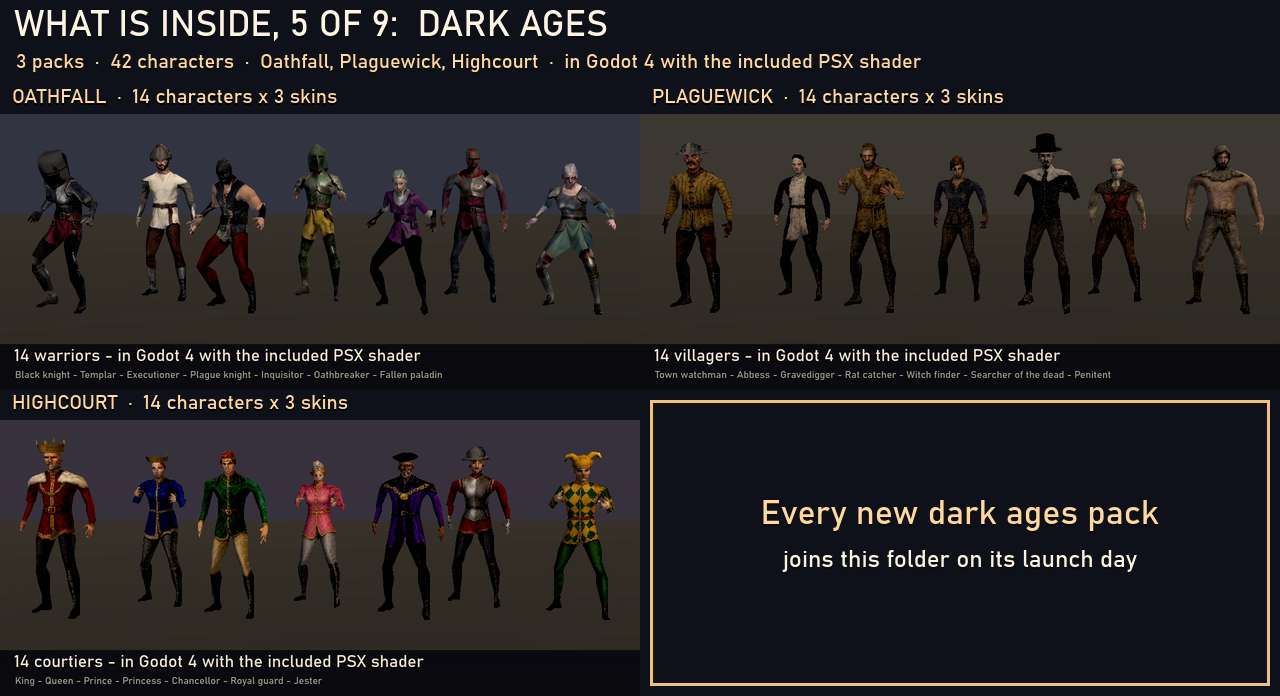 WHAT IS INSIDE, 5 OF 9: DARK AGES
3 packs · 42 characters · Oathfall, Plaguewick, Highcourt · in Godot 4 with the included PSX shader
OATHFALL · 14 characters x 3 skins
PLAGUEWICK · 14 characters x 3 skins
14 warriors - in Godot 4 with the included PSX shader
Black knight - Templar - Executioner - Plague knight - Inquisitor - Oathbreaker - Fallen paladin
14 villagers - in Godot 4 with the included PSX shader
Town watchman - Abbess - Gravedigger - Rat catcher - Witch finder - Searcher of the dead - Penitent
HIGHCOURT · 14 characters x 3 skins
14 courtiers - in Godot 4 with the included PSX shader
King - Queen - Prince - Princess - Chancellor - Royal guard - Jester
Every new dark ages pack
joins this folder on its launch day